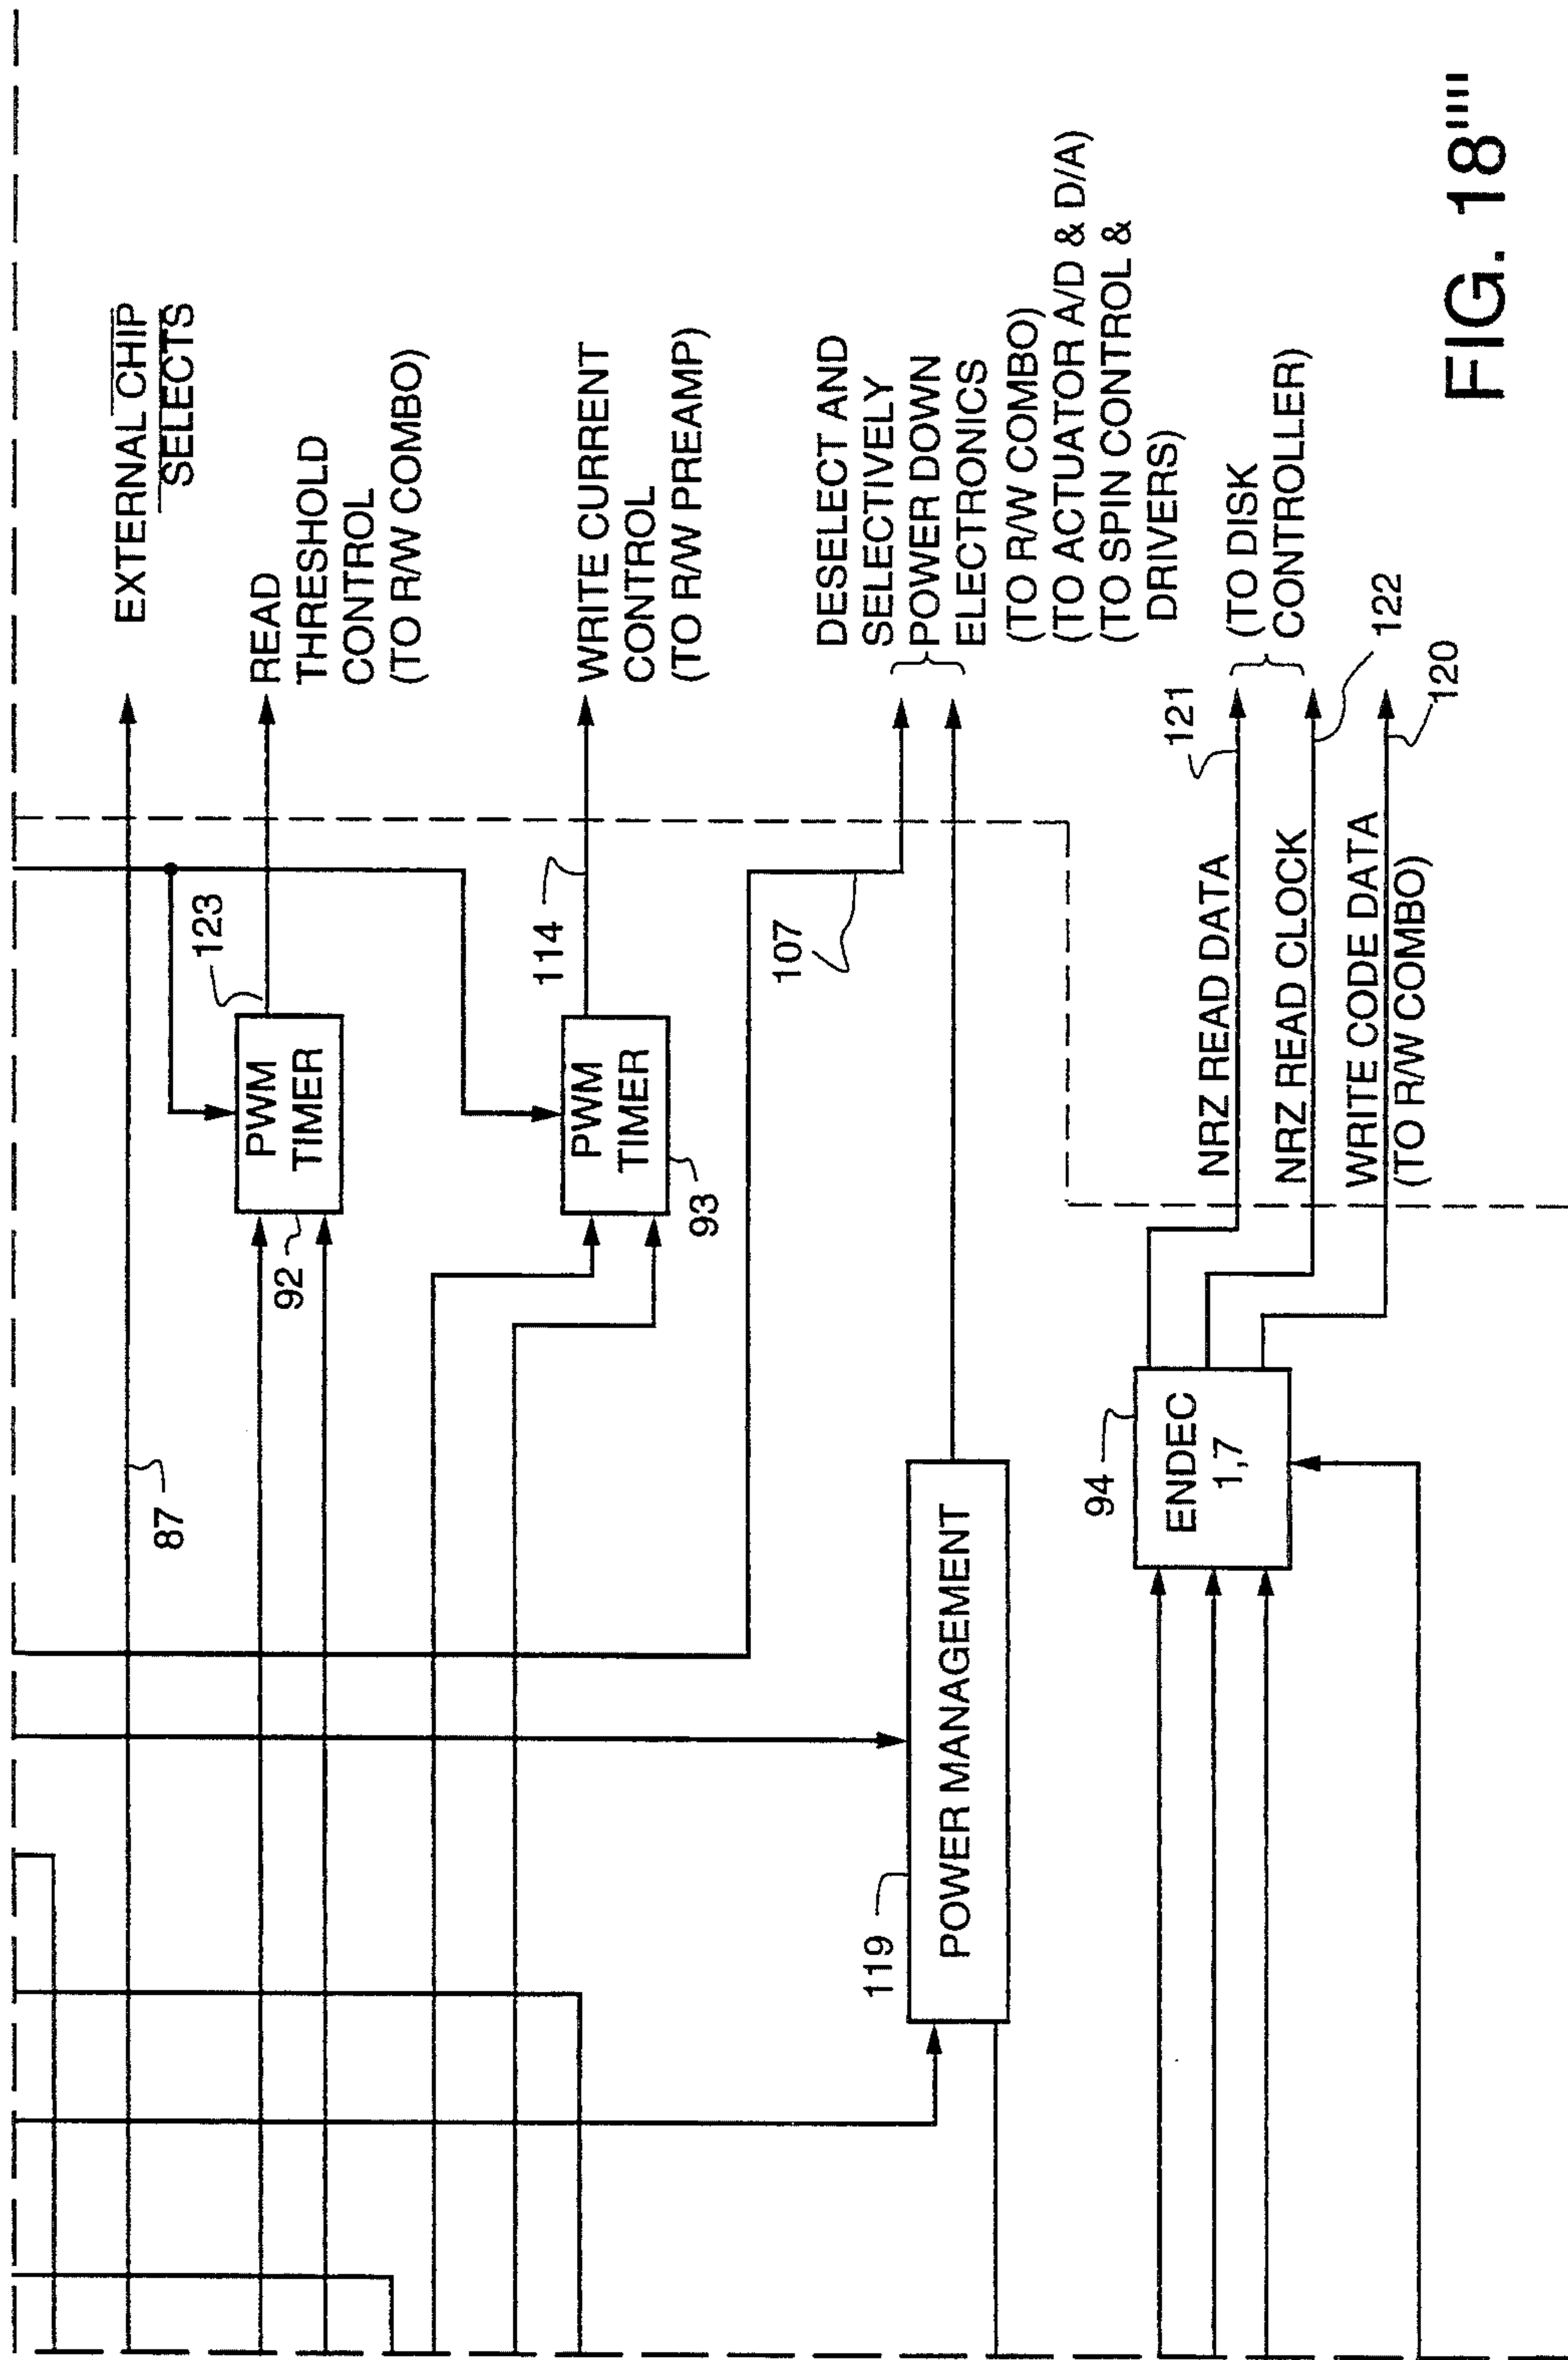 EXTERNAL CHIP
SELECTS
87
READ
THRESHOLD
CONTROL
(TO R/W COMBO)
123
PWM
TIMER
92
WRITE CURRENT
CONTROL
(TO R/W PREAMP)
114
PWM
TIMER
93
107
DESELECT AND
SELECTIVELY
POWER DOWN
ELECTRONICS
(TO R/W COMBO)
(TO ACTUATOR A/D & D/A)
(TO SPIN CONTROL &
DRIVERS)
119
POWER MANAGEMENT
94
ENDEC
1,7
NRZ READ DATA
121
(TO DISK
CONTROLLER)
NRZ READ CLOCK
122
WRITE CODE DATA
(TO R/W COMBO)
120
FIG. 18''''